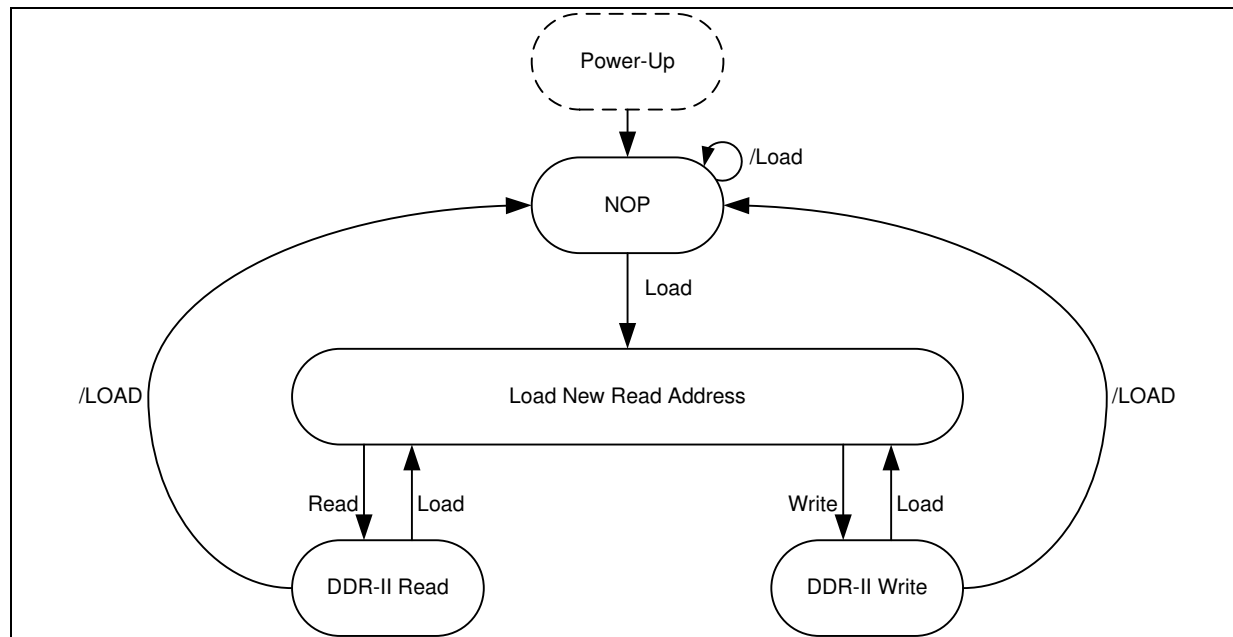 Power-Up
/Load
NOP
Load
Load New Read Address
/LOAD
/LOAD
Read
Load
Write
Load
DDR-II Read
DDR-II Write